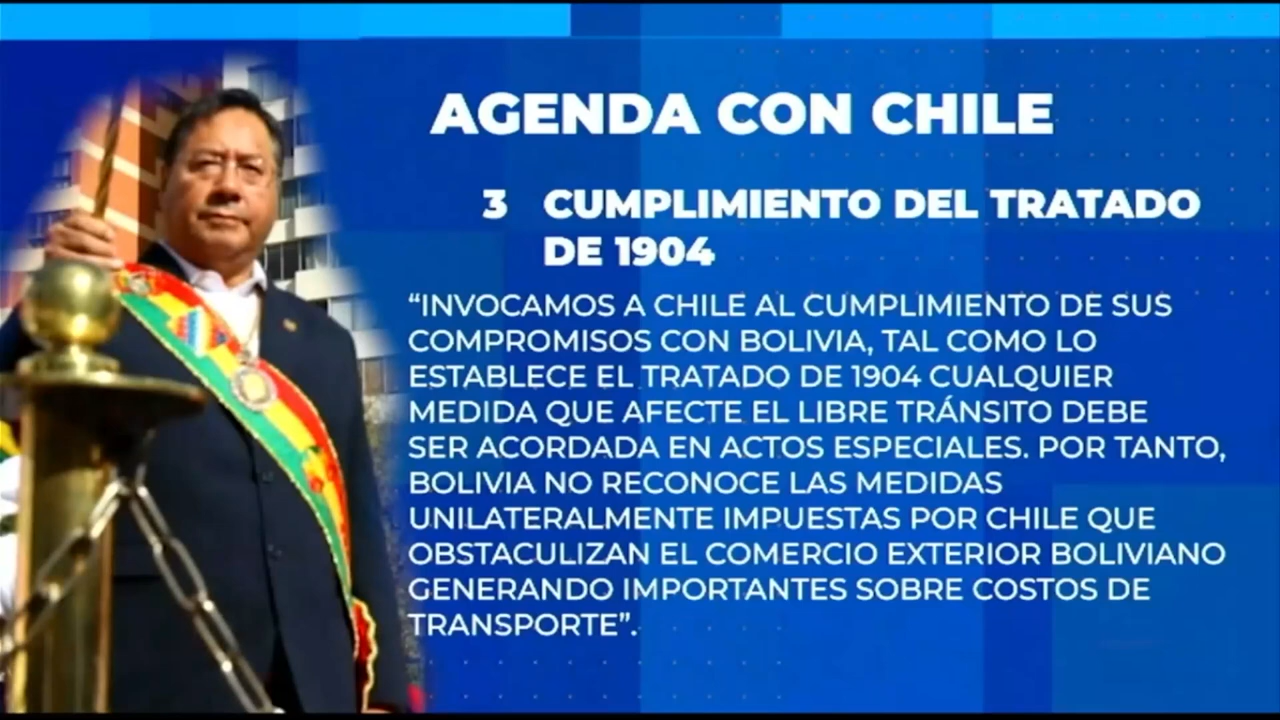 AGENDA CON CHILE
3 CUMPLIMIENTO DEL TRATADO
DE 1904
“INVOCAMOS A CHILE AL CUMPLIMIENTO DE SUS
COMPROMISOS CON BOLIVIA, TAL COMO LO
ESTABLECE EL TRATADO DE 1904 CUALQUIER
MEDIDA QUE AFECTE EL LIBRE TRÁNSITO DEBE
SER ACORDADA EN ACTOS ESPECIALES. POR TANTO,
BOLIVIA NO RECONOCE LAS MEDIDAS
UNILATERALMENTE IMPUESTAS POR CHILE QUE
OBSTACULIZAN EL COMERCIO EXTERIOR BOLIVIANO
GENERANDO IMPORTANTES SOBRE COSTOS DE
TRANSPORTE”.